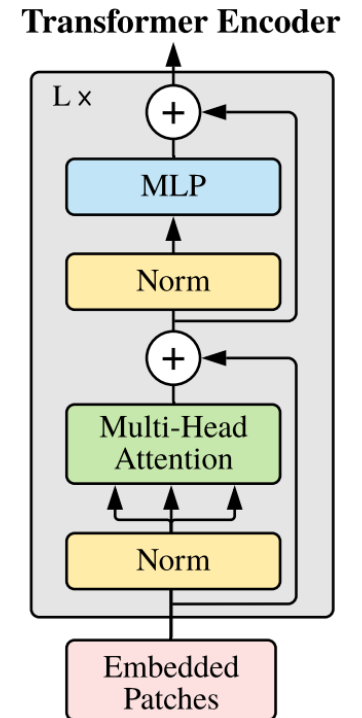 Transformer Encoder
L ×
+
MLP
Norm
+
Multi-Head
Attention
Norm
Embedded
Patches